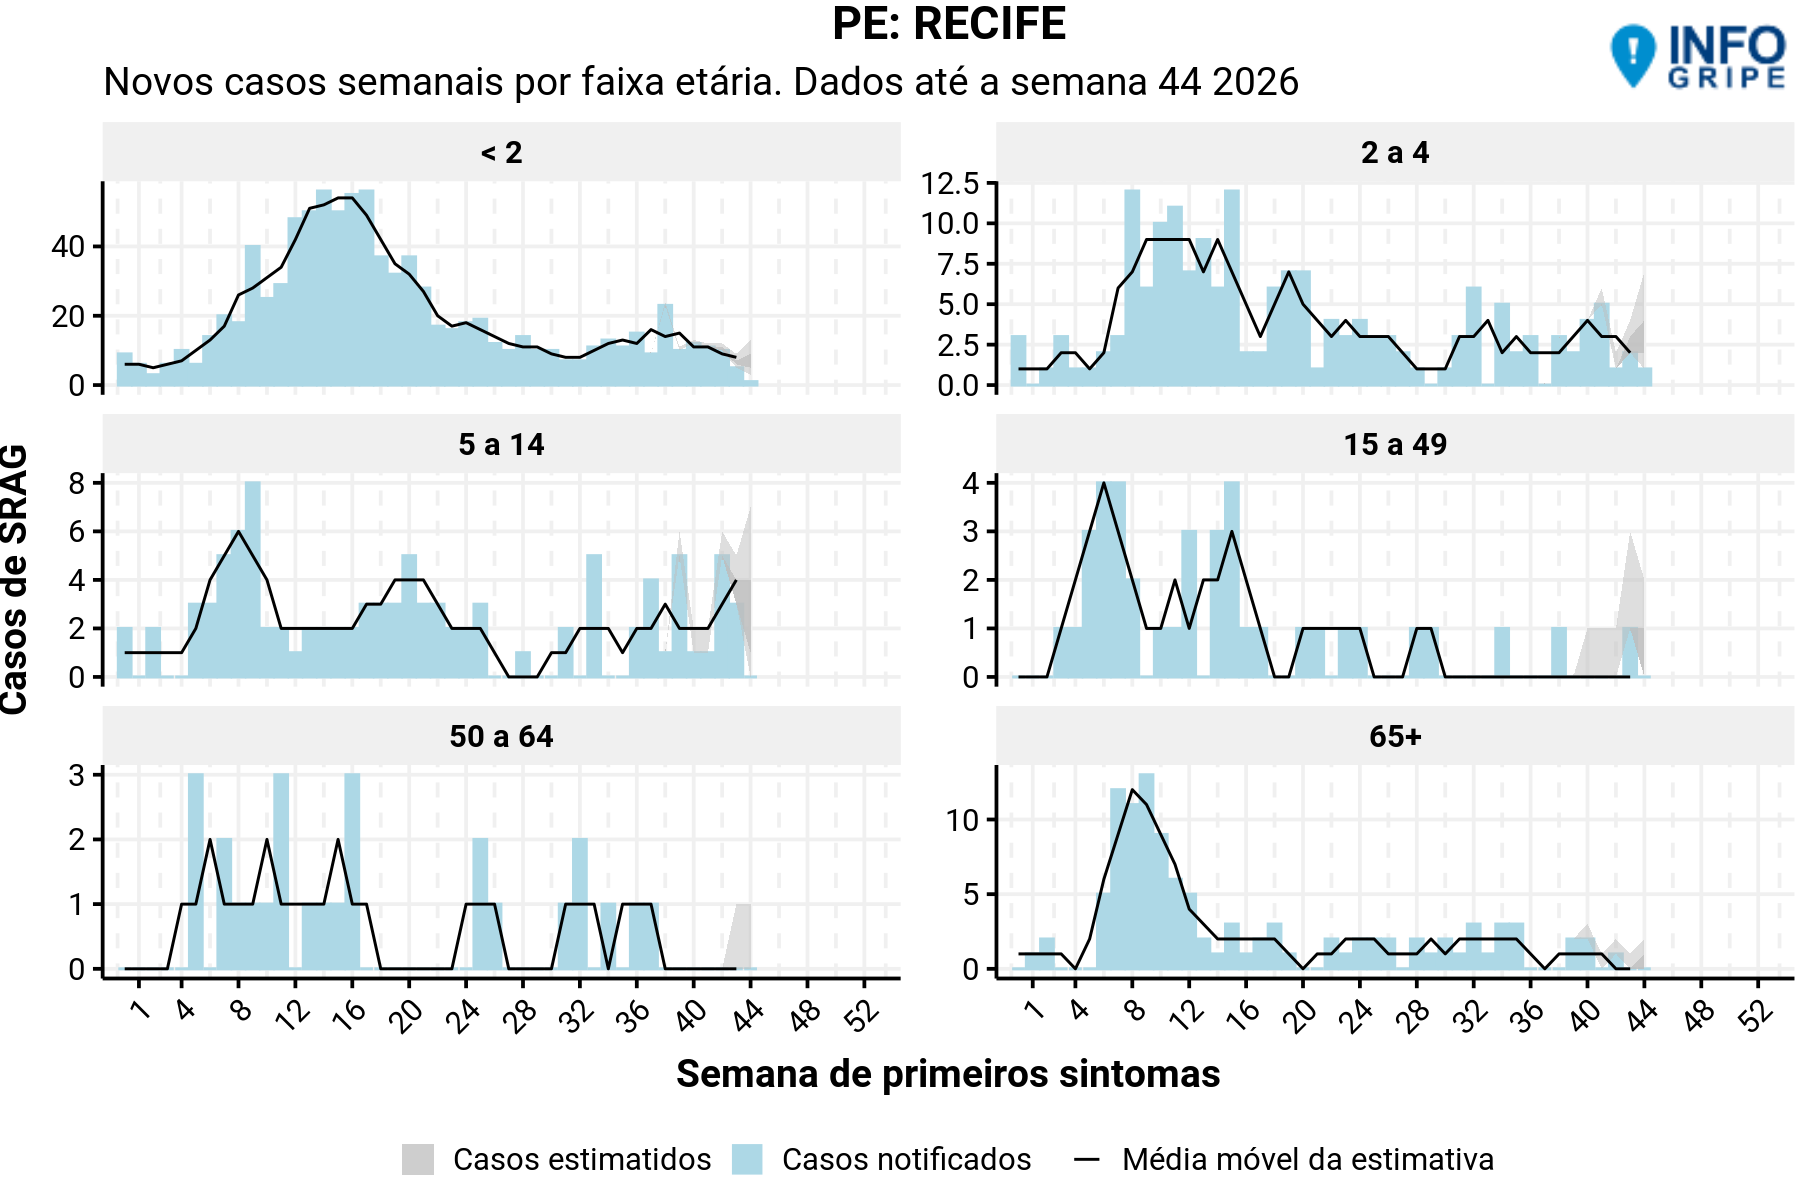 PE: RECIFE
INFO
GRIPE
Novos casos semanais por faixa etária. Dados até a semana 44 2026
< 2
2 a 4
40
20
0
12.5
10.0
7.5
5.0
2.5
0.0
5 a 14
15 a 49
8
6
4
2
0
4
3
2
1
0
Casos de SRAG
50 a 64
65+
3
2
1
0
10
5
0
1 4 8 12 16 20 24 28 32 36 40 44 48 52
1 4 8 12 16 20 24 28 32 36 40 44 48 52
Semana de primeiros sintomas
Casos estimatidos Casos notificados Média móvel da estimativa